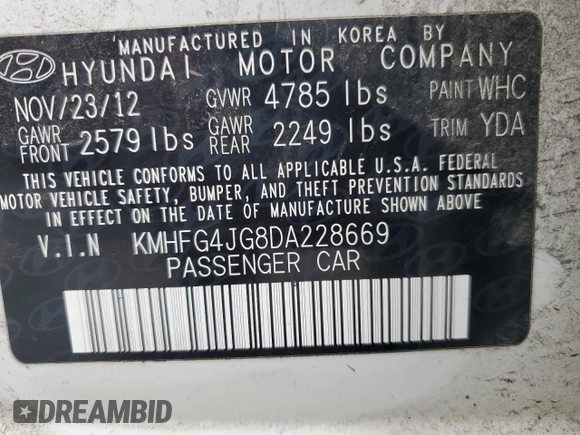 MANUFACTURED IN KOREA BY
HYUNDAI MOTOR COMPANY
NOV/23/12 GVWR 4785 lbs PAINT WHC
GAWR FRONT 2579 lbs GAWR REAR 2249 lbs TRIM YDA
THIS VEHICLE CONFORMS TO ALL APPLICABLE U.S.A. FEDERAL
MOTOR VEHICLE SAFETY, BUMPER, AND THEFT PREVENTION STANDARDS
IN EFFECT ON THE DATE OF MANUFACTURE SHOWN ABOVE.
V.I.N KMHFG4JG8DA228669
PASSENGER CAR
DREAMBID